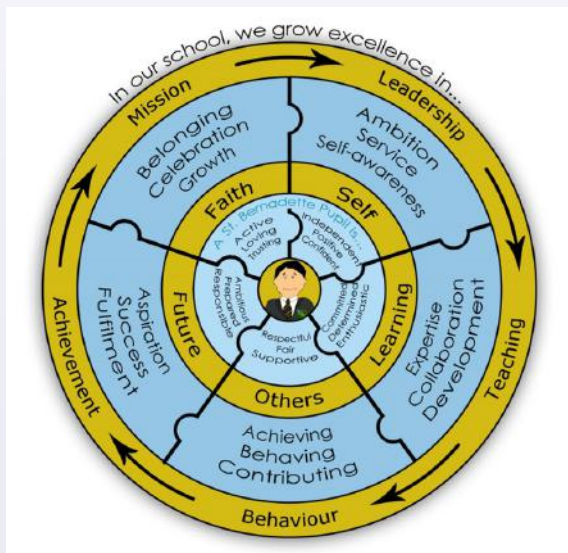 In our school, we grow excellence in...
Mission
Leadership
Teaching
Behaviour
Achievement
Belonging
Celebration
Growth
Ambition
Service
Self-awareness
Expertise
Collaboration
Development
Achieving
Behaving
Contributing
Aspiration
Success
Fulfilment
Faith
Self
Learning
Others
Future
A St. Bernadette Pupil is...
Active
Loving
Trusting
Independent
Positive
Confident
Committed
Determined
Enthusiastic
Respectful
Fair
Supportive
Ambitious
Prepared
Responsible